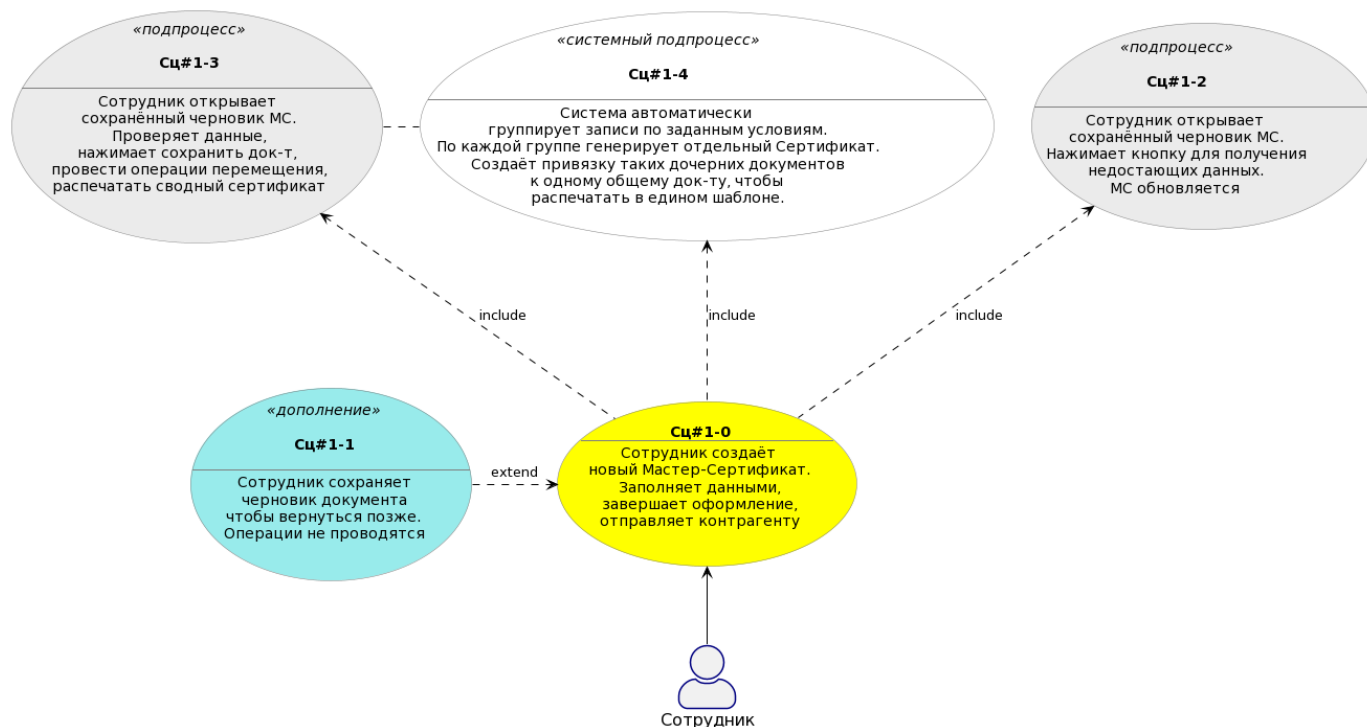 «подпроцесс»
Сц#1-3
Сотрудник открывает
сохранённый черновик МС.
Проверяет данные,
нажимает сохранить док-т,
провести операции перемещения,
распечатать сводный сертификат
«системный подпроцесс»
Сц#1-4
Система автоматически
группирует записи по заданным условиям.
По каждой группе генерирует отдельный Сертификат.
Создаёт привязку таких дочерних документов
к одному общему док-ту, чтобы
распечатать в едином шаблоне.
«подпроцесс»
Сц#1-2
Сотрудник открывает
сохранённый черновик МС.
Нажимает кнопку для получения
недостающих данных.
МС обновляется
include
include
include
«дополнение»
Сц#1-1
Сотрудник сохраняет
черновик документа
чтобы вернуться позже.
Операции не проводятся
extend
Сц#1-0
Сотрудник создаёт
новый Мастер-Сертификат.
Заполняет данными,
завершает оформление,
отправляет контрагенту
Сотрудник